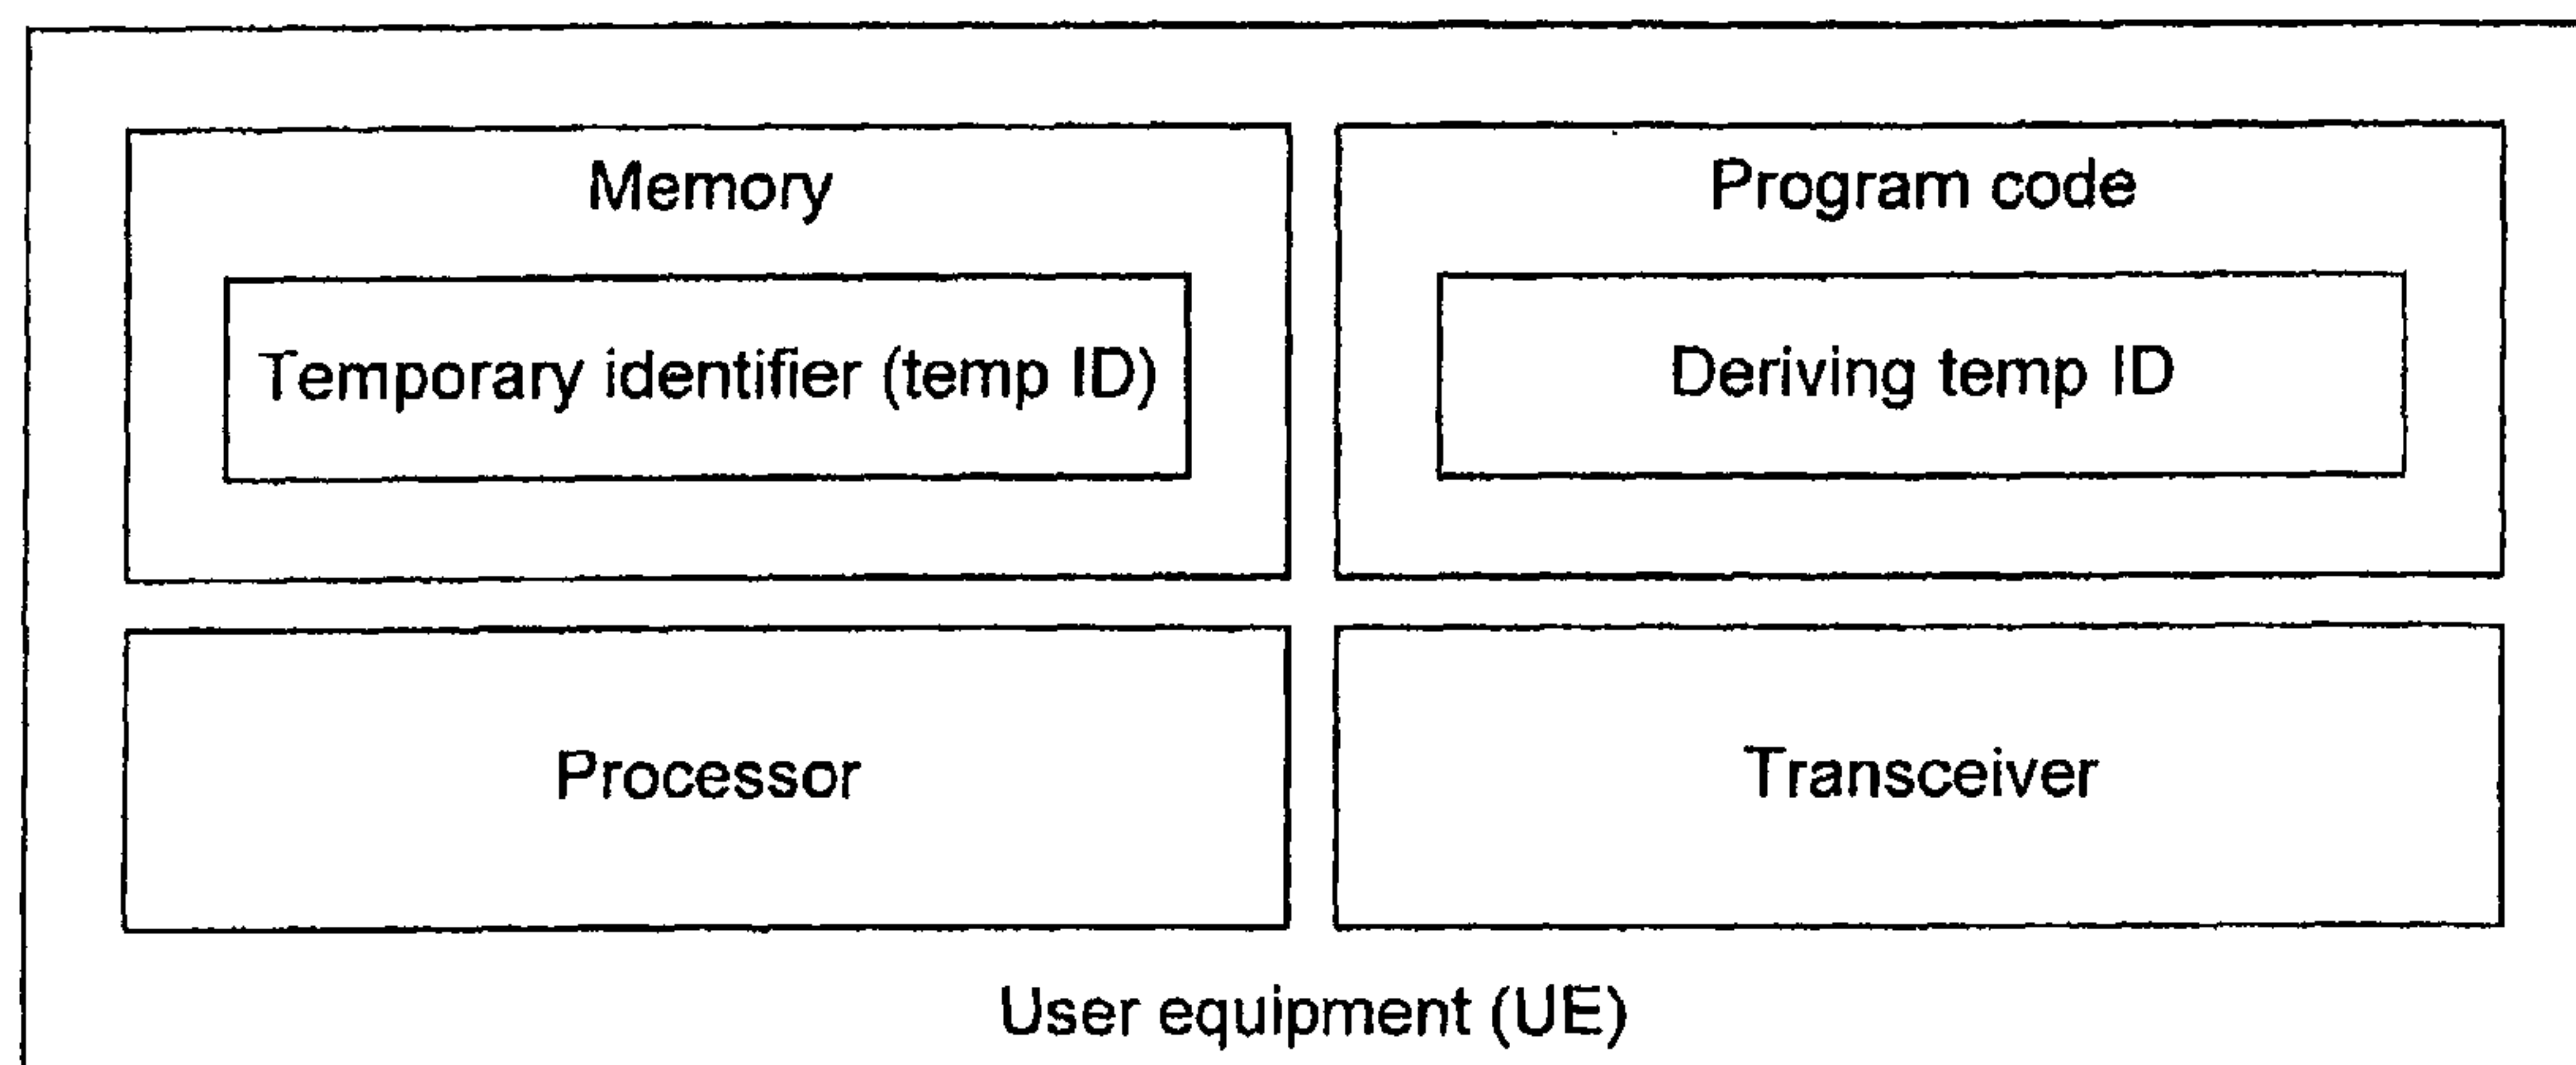 Memory
Program code
Temporary identifier (temp ID)
Deriving temp ID
Processor
Transceiver
User equipment (UE)